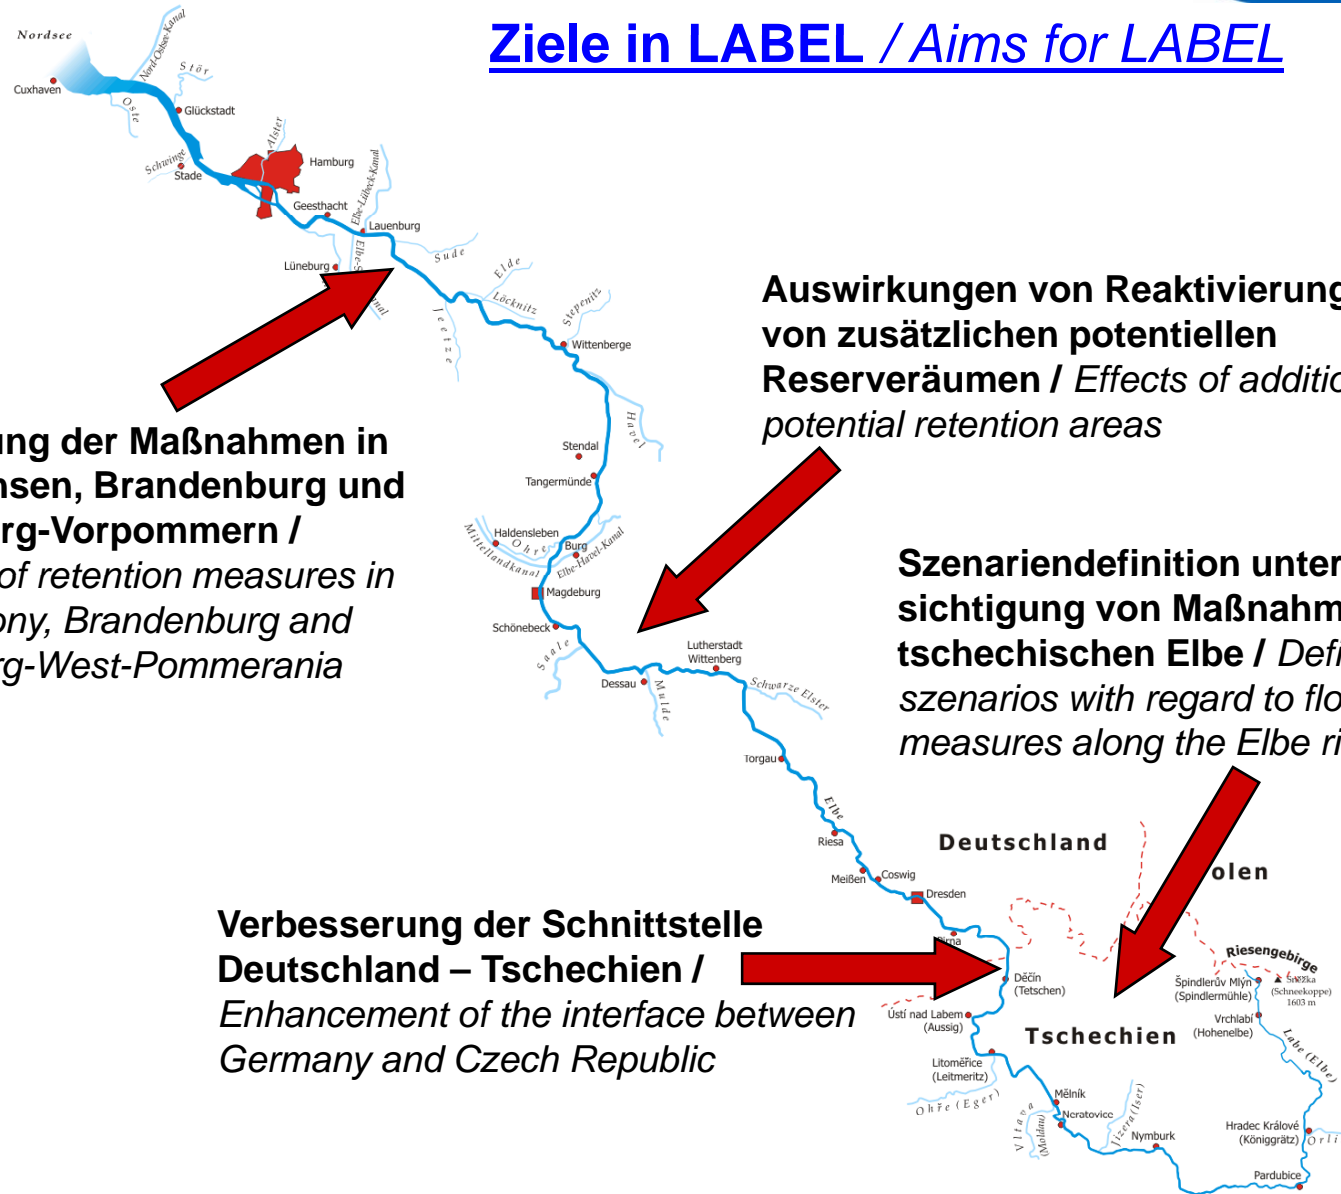 Ziele in LABEL / Aims for LABEL
Nordsee
Cuxhaven
Nord-Ostsee-Kanal
Stör
Oste
Glückstadt
Schwinge
Stade
Alster
Hamburg
Geesthacht
Elbe-Lübeck-Kanal
Lauenburg
Lüneburg
Elbe-S
nal
Sude
Elde
Löcknitz
Jeetze
Stepenitz
Wittenberge
Havel
Auswirkungen von Reaktivierung
von zusätzlichen potentiellen
Reserveräumen / Effects of additio
potential retention areas
ung der Maßnahmen in
nsen, Brandenburg und
rg-Vorpommern /
of retention measures in
ony, Brandenburg and
rg-West-Pommerania
Stendal
Tangermünde
Haldensleben
Ohre
Mittellandkanal
Burg
Elbe-Havel-Kanal
Magdeburg
Schönebeck
Saale
Dessau
Mulde
Lutherstadt
Wittenberg
Schwarze Elster
Szenariendefinition unter
sichtigung von Maßnahm
tschechischen Elbe / Defi
szenarios with regard to flo
measures along the Elbe ri
Torgau
Elbe
Riesa
Meißen
Coswig
Dresden
Deutschland
olen
Verbesserung der Schnittstelle
Deutschland – Tschechien /
Enhancement of the interface between
Germany and Czech Republic
Pirna
Děčín
(Tetschen)
Riesengebirge
Špindlerův Mlýn
(Spindlermühle)
Sněžka
(Schneekoppe)
1603 m
Vrchlabí
(Hohenelbe)
Labe (Elbe)
Ústí nad Labem
(Aussig)
Tschechien
Litoměřice
(Leitmeritz)
Ohře (Eger)
Mělník
Neratovice
Vltava
(Moldau)
Jizera (Iser)
Nymburk
Hradec Králové
(Königgrätz)
Orli
Pardubice